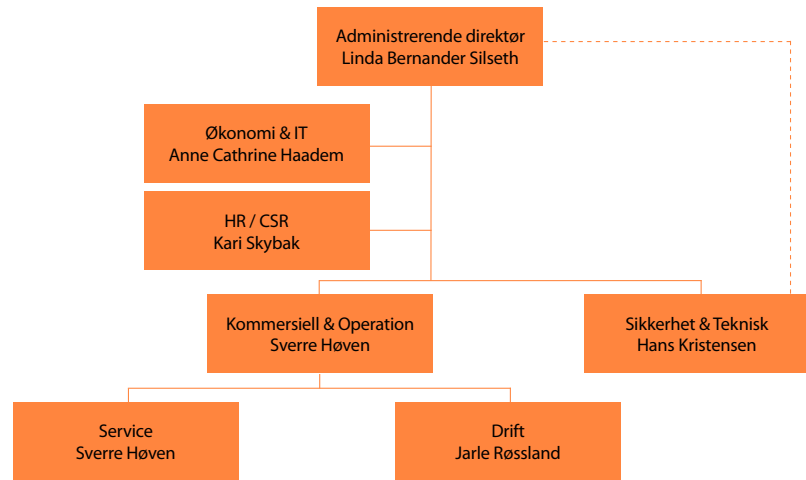 Administrerende direktør
Linda Bernander Silseth
Økonomi & IT
Anne Cathrine Haadem
HR / CSR
Kari Skybak
Kommersiell & Operation
Sverre Høven
Sikkerhet & Teknisk
Hans Kristensen
Service
Sverre Høven
Drift
Jarle Røssland